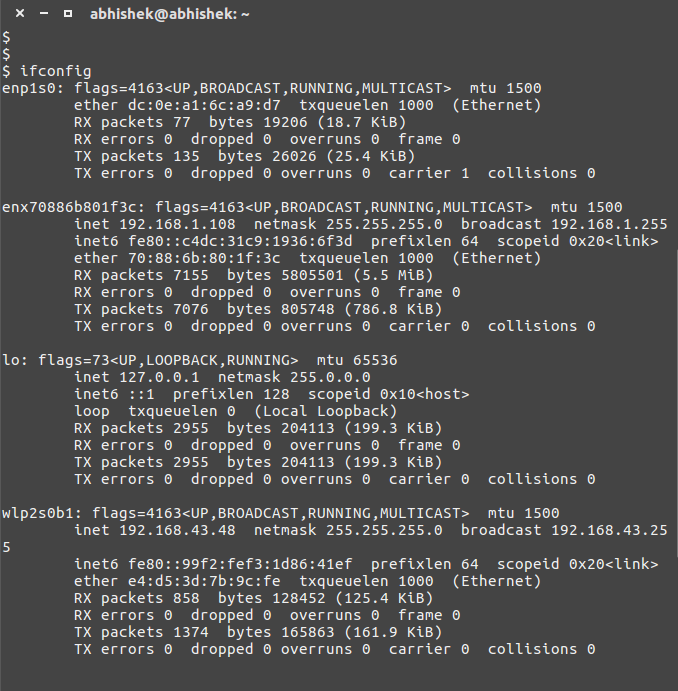 abhishek@abhishek: ~
$
$
$ ifconfig
enp1s0: flags=4163<UP,BROADCAST,RUNNING,MULTICAST>  mtu 1500
        ether dc:0e:a1:6c:a9:d7  txqueuelen 1000  (Ethernet)
        RX packets 77  bytes 19206 (18.7 KiB)
        RX errors 0  dropped 0  overruns 0  frame 0
        TX packets 135  bytes 26026 (25.4 KiB)
        TX errors 0  dropped 0 overruns 0  carrier 1  collisions 0

enx70886b801f3c: flags=4163<UP,BROADCAST,RUNNING,MULTICAST>  mtu 1500
        inet 192.168.1.108  netmask 255.255.255.0  broadcast 192.168.1.255
        inet6 fe80::c4dc:31c9:1936:6f3d  prefixlen 64  scopeid 0x20<link>
        ether 70:88:6b:80:1f:3c  txqueuelen 1000  (Ethernet)
        RX packets 7155  bytes 5805501 (5.5 MiB)
        RX errors 0  dropped 0  overruns 0  frame 0
        TX packets 7076  bytes 805748 (786.8 KiB)
        TX errors 0  dropped 0 overruns 0  carrier 0  collisions 0

lo: flags=73<UP,LOOPBACK,RUNNING>  mtu 65536
        inet 127.0.0.1  netmask 255.0.0.0
        inet6 ::1  prefixlen 128  scopeid 0x10<host>
        loop  txqueuelen 0  (Local Loopback)
        RX packets 2955  bytes 204113 (199.3 KiB)
        RX errors 0  dropped 0  overruns 0  frame 0
        TX packets 2955  bytes 204113 (199.3 KiB)
        TX errors 0  dropped 0 overruns 0  carrier 0  collisions 0

wlp2s0b1: flags=4163<UP,BROADCAST,RUNNING,MULTICAST>  mtu 1500
        inet 192.168.43.48  netmask 255.255.255.0  broadcast 192.168.43.25
5
        inet6 fe80::99f2:fef3:1d86:41ef  prefixlen 64  scopeid 0x20<link>
        ether e4:d5:3d:7b:9c:fe  txqueuelen 1000  (Ethernet)
        RX packets 858  bytes 128452 (125.4 KiB)
        RX errors 0  dropped 0  overruns 0  frame 0
        TX packets 1374  bytes 165863 (161.9 KiB)
        TX errors 0  dropped 0 overruns 0  carrier 0  collisions 0